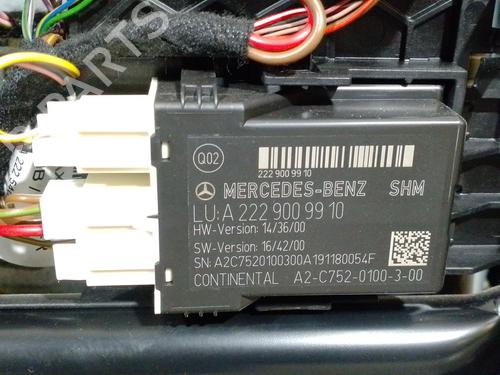 Q02
222 900 99 10
MERCEDES-BENZ SHM
LU: A 222 900 99 10
HW-Version: 14/36/00
SW-Version: 16/42/00
SN: A2C7520100300A191180054F
CONTINENTAL A2-C752-0100-3-00
PARTS